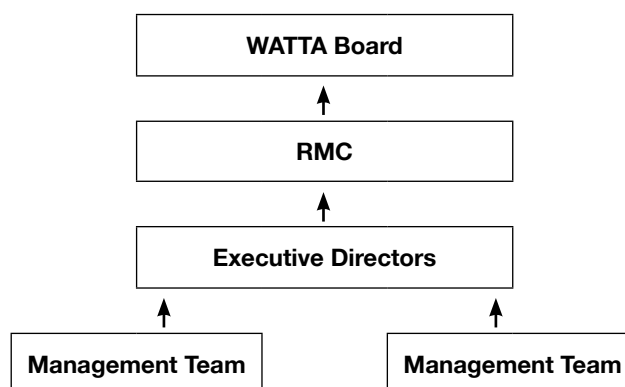 WATTA Board
RMC
Executive Directors
Management Team
Management Team